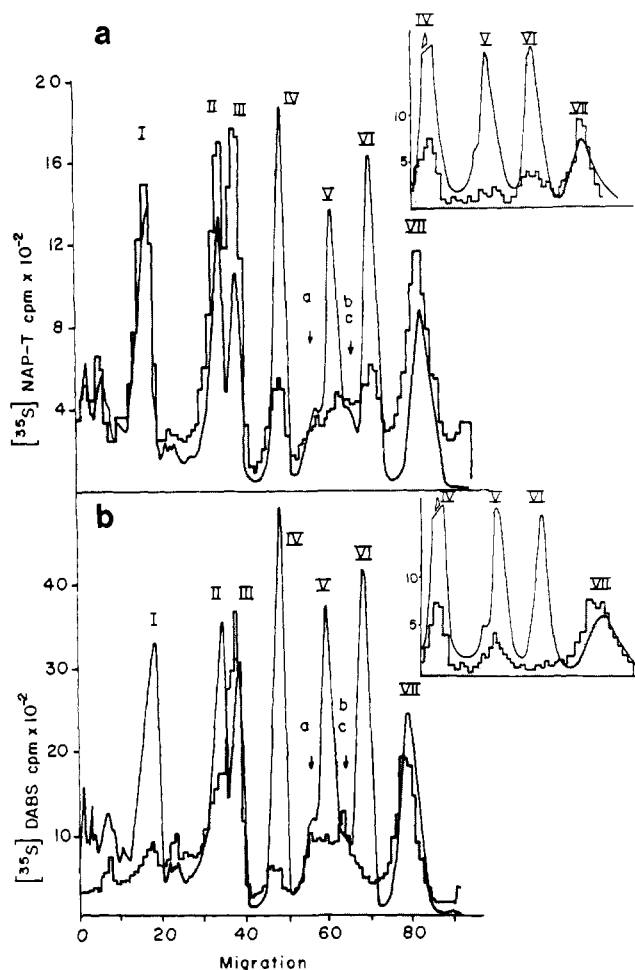 a
I II III IV V VI VII
a b c
20
18
16
12
8
4
[³⁵S] NAP-T cpm x 10⁻²
IV V VI VII
10
5
b
I II III IV V VI VII
a b c
40
30
20
10
[³⁵S] DABS cpm x 10⁻²
IV V VI VII
10
5
0 20 40 60 80
Migration